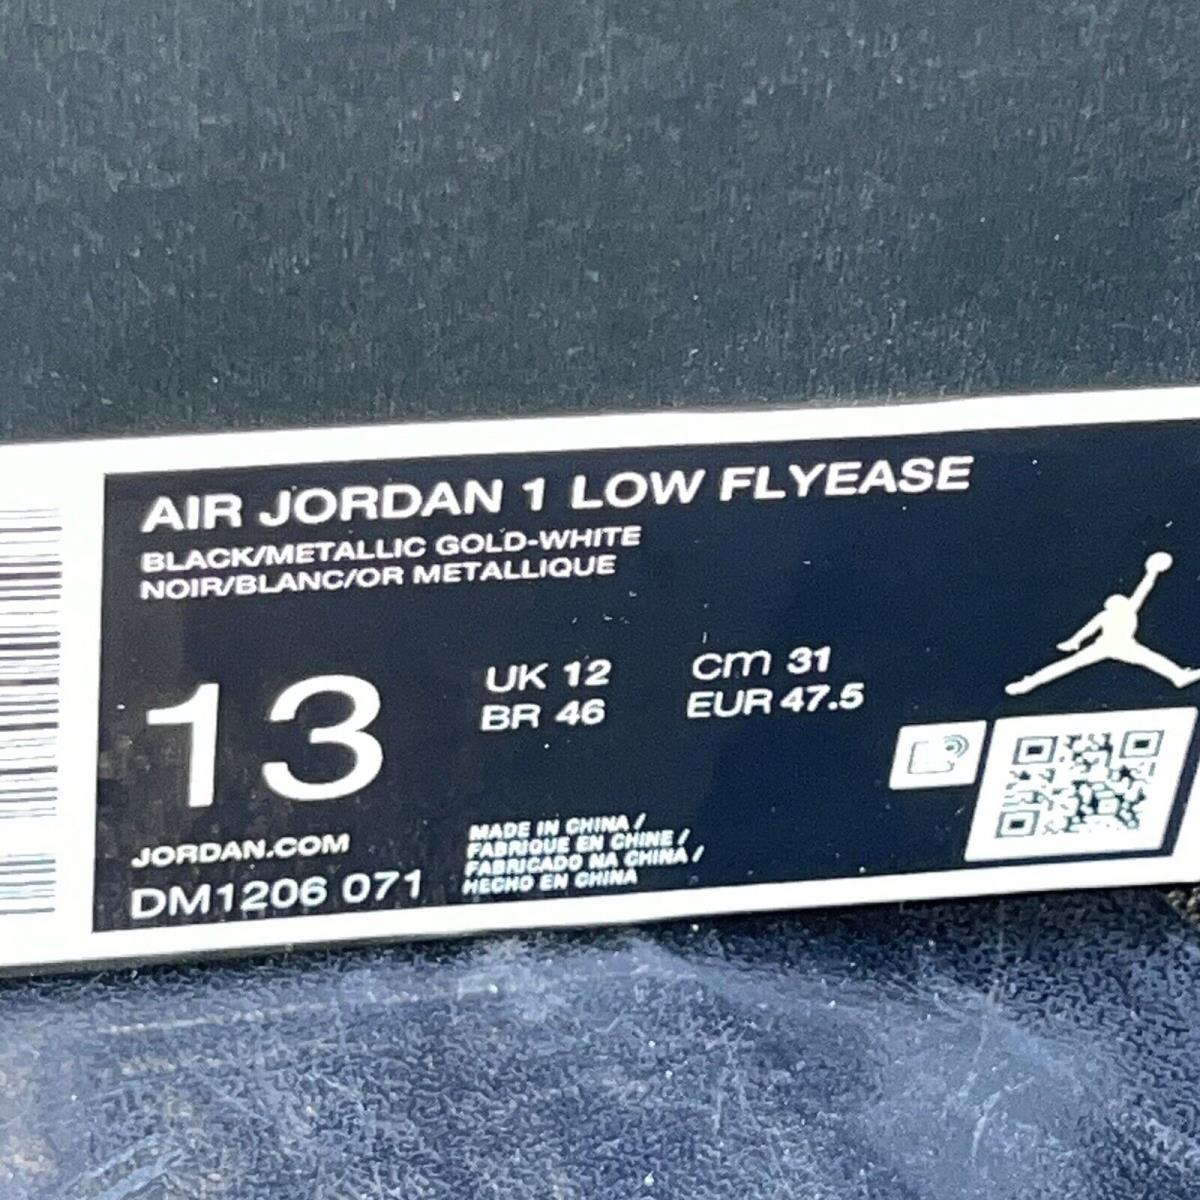 AIR JORDAN 1 LOW FLYEASE
BLACK/METALLIC GOLD-WHITE
NOIR/BLANC/OR METALLIQUE
13
UK 12
BR 46
cm 31
EUR 47.5
JORDAN.COM
DM1206 071
MADE IN CHINA /
FABRIQUE EN CHINE /
FABRICADO NA CHINA /
HECHO EN CHINA